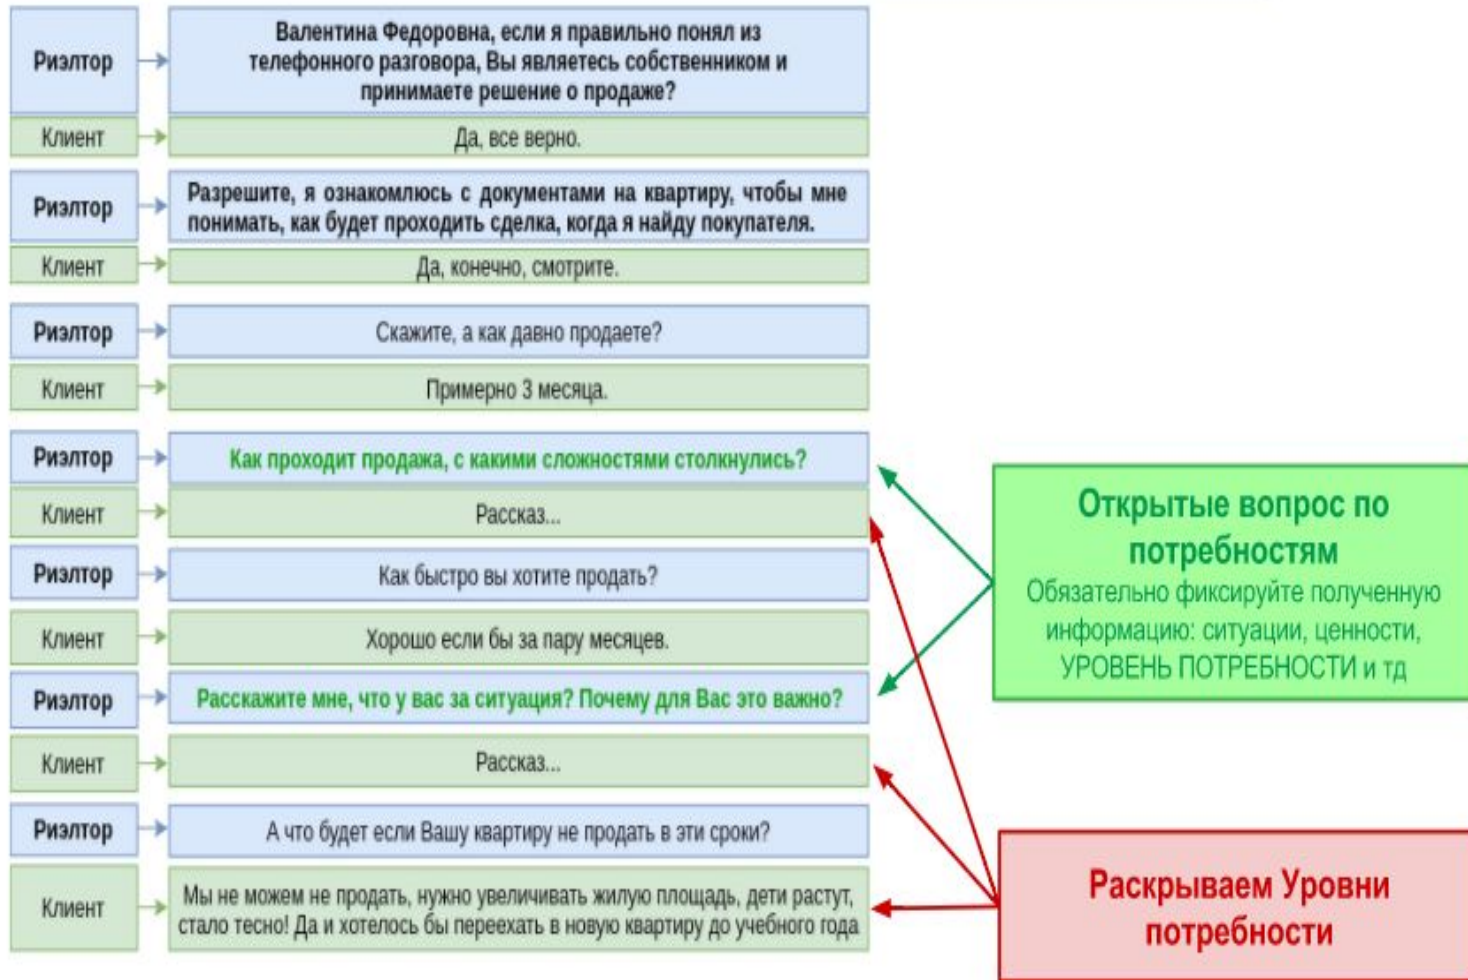 Риэлтор
Валентина Федоровна, если я правильно понял из
телефонного разговора, Вы являетесь собственником и
принимаете решение о продаже?
Клиент
Да, все верно.
Риэлтор
Разрешите, я ознакомлюсь с документами на квартиру, чтобы мне
понимать, как будет проходить сделка, когда я найду покупателя.
Клиент
Да, конечно, смотрите.
Риэлтор
Скажите, а как давно продаете?
Клиент
Примерно 3 месяца.
Риэлтор
Как проходит продажа, с какими сложностями столкнулись?
Клиент
Рассказ...
Риэлтор
Как быстро вы хотите продать?
Клиент
Хорошо если бы за пару месяцев.
Риэлтор
Расскажите мне, что у вас за ситуация? Почему для Вас это важно?
Клиент
Рассказ...
Риэлтор
А что будет если Вашу квартиру не продать в эти сроки?
Клиент
Мы не можем не продать, нужно увеличивать жилую площадь, дети растут,
стало тесно! Да и хотелось бы переехать в новую квартиру до учебного года
Открытые вопрос по
потребностям
Обязательно фиксируйте полученную
информацию: ситуации, ценности,
УРОВЕНЬ ПОТРЕБНОСТИ и тд
Раскрываем Уровни
потребности